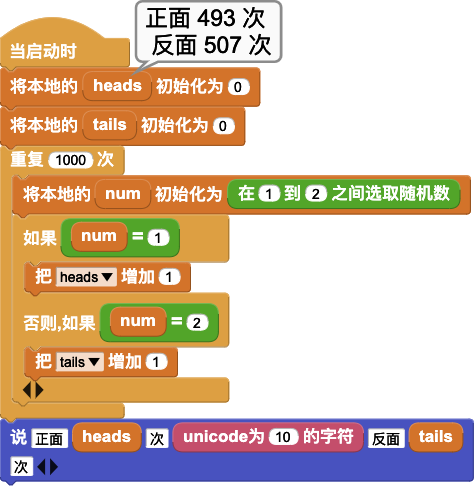 正面 493 次
反面 507 次
当启动时
将本地的 heads 初始化为 0
将本地的 tails 初始化为 0
重复 1000 次
将本地的 num 初始化为 在 1 到 2 之间选取随机数
如果 num = 1
把 heads 增加 1
否则,如果 num = 2
把 tails 增加 1
说 正面 heads 次 unicode为 10 的字符 反面 tails
次